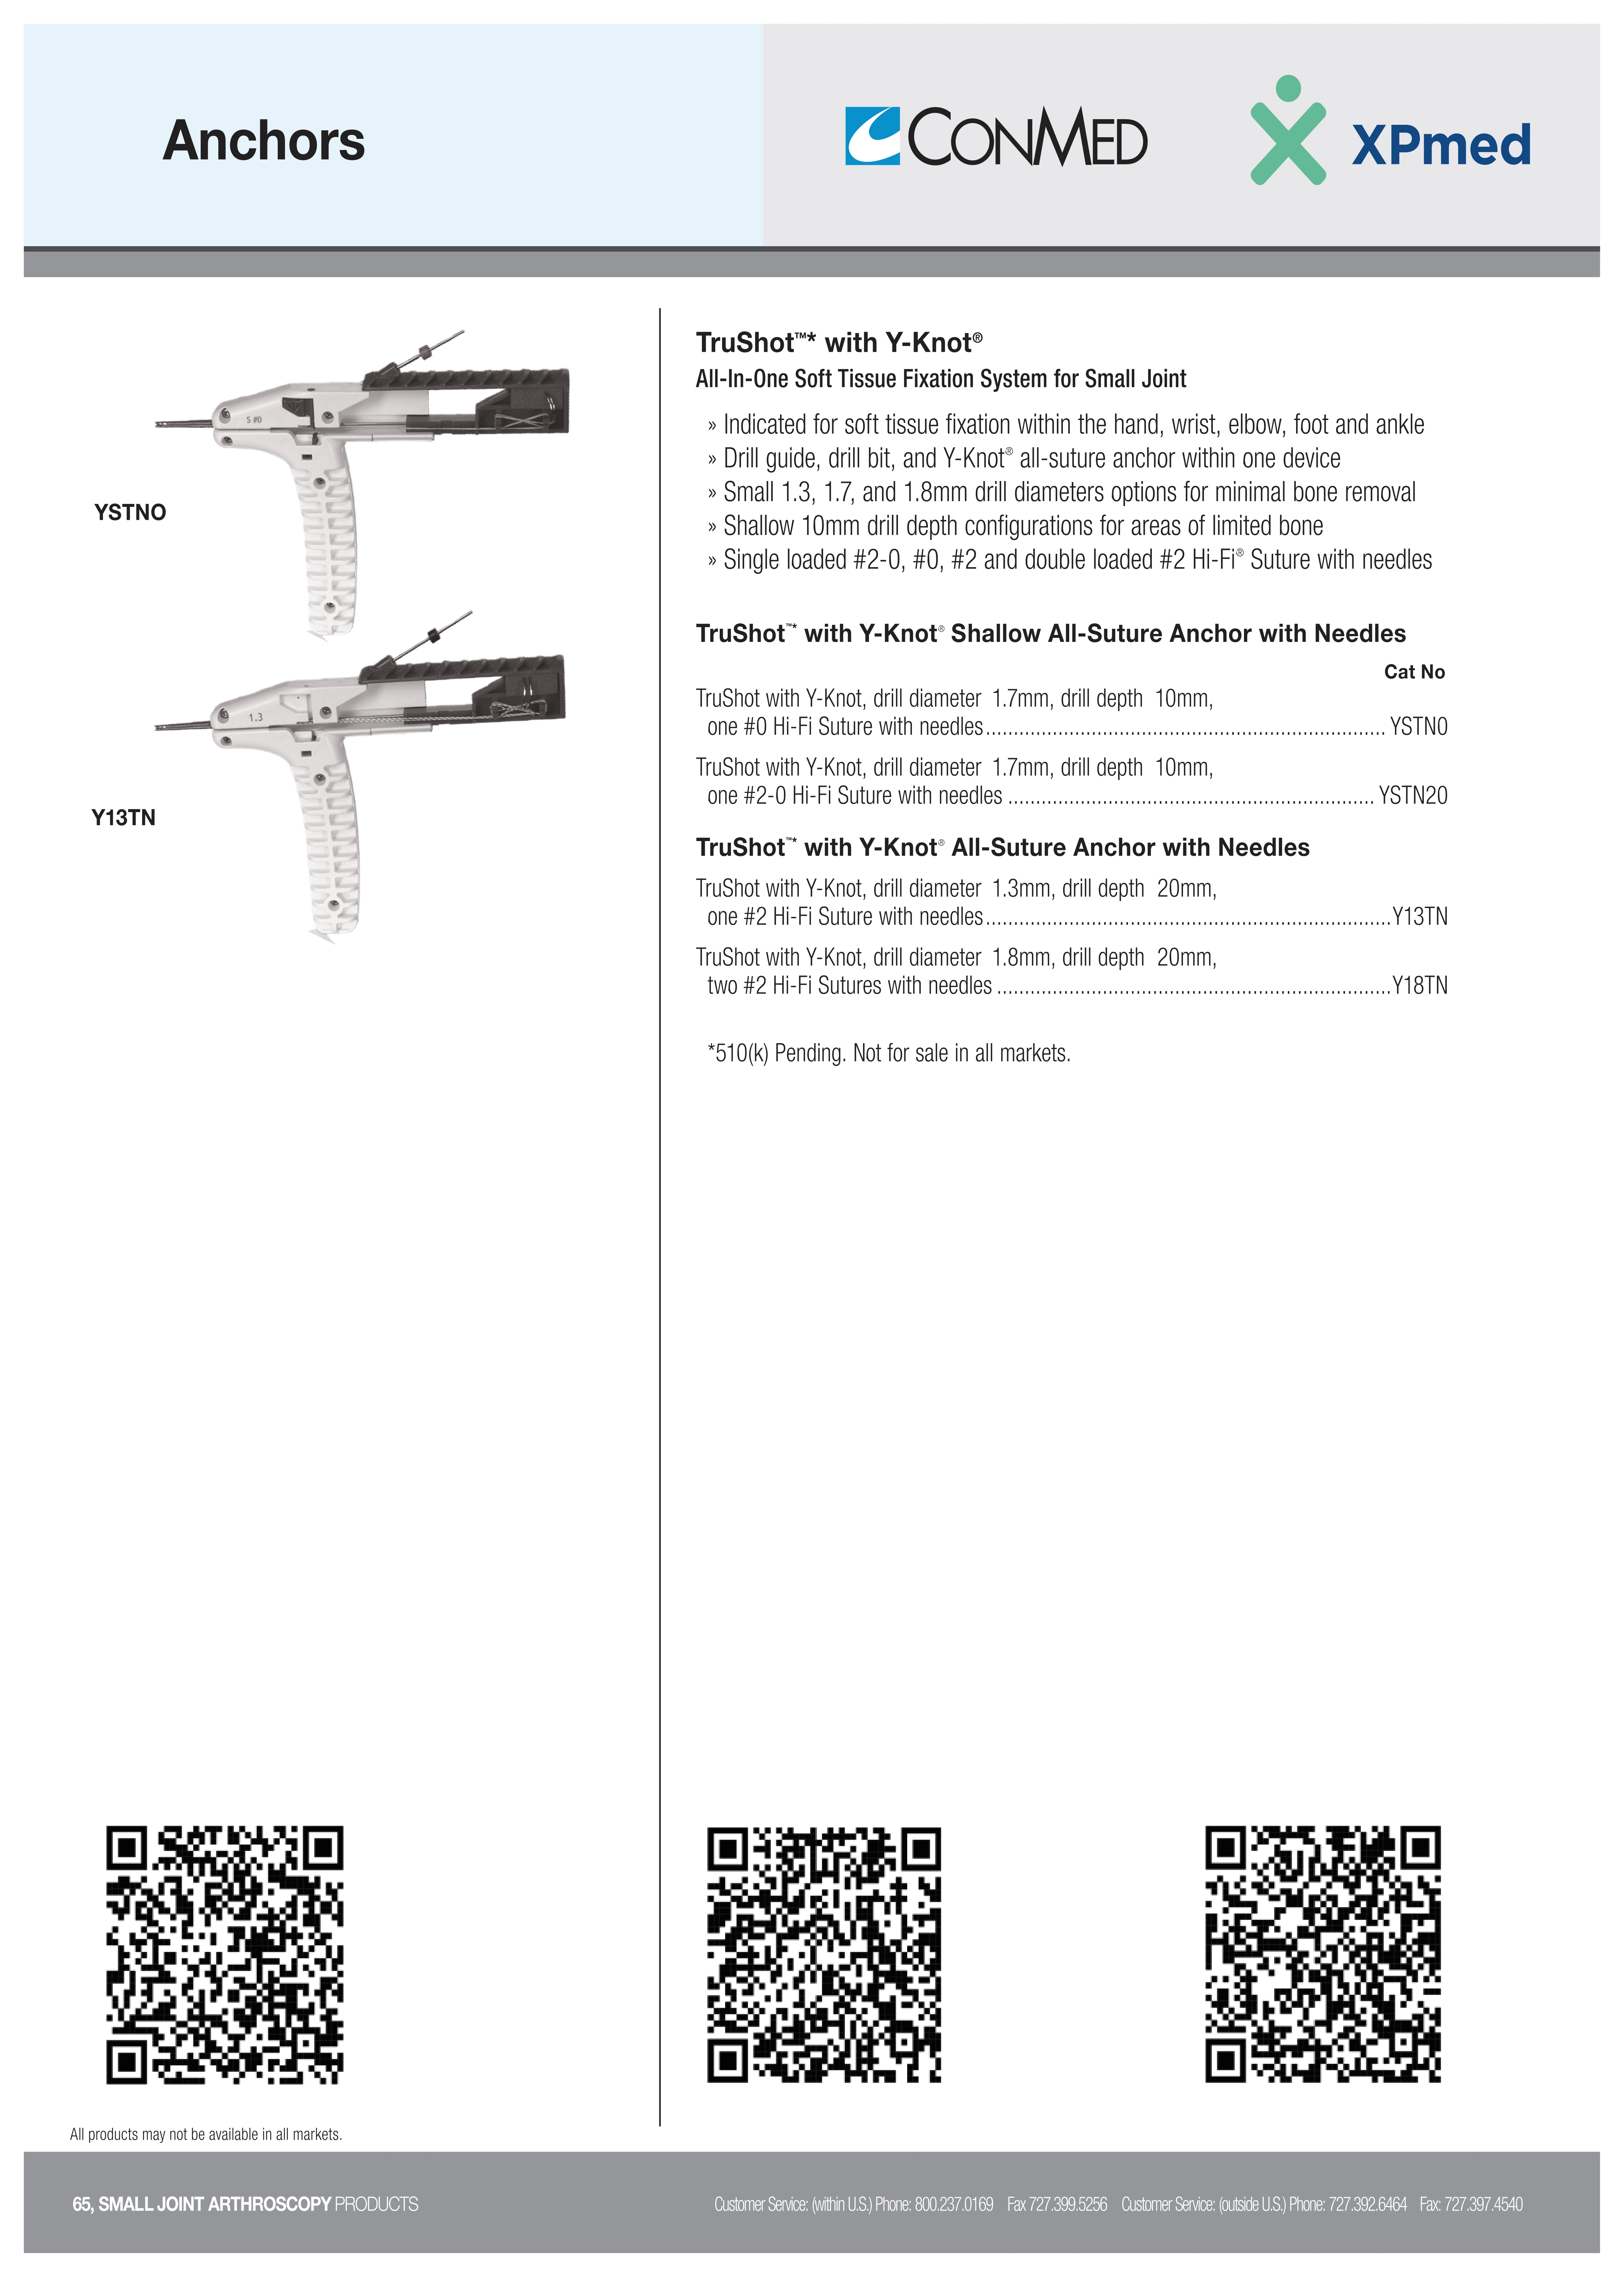 Anchors
CONMED
XPmed
S #0
YSTNO
1.3
Y13TN
TruShot™* with Y-Knot®
All-In-One Soft Tissue Fixation System for Small Joint
» Indicated for soft tissue fixation within the hand, wrist, elbow, foot and ankle
» Drill guide, drill bit, and Y-Knot® all-suture anchor within one device
» Small 1.3, 1.7, and 1.8mm drill diameters options for minimal bone removal
» Shallow 10mm drill depth configurations for areas of limited bone
» Single loaded #2-0, #0, #2 and double loaded #2 Hi-Fi® Suture with needles
TruShot™* with Y-Knot® Shallow All-Suture Anchor with Needles
Cat No
TruShot with Y-Knot, drill diameter 1.7mm, drill depth 10mm,
one #0 Hi-Fi Suture with needles........................................................................ YSTN0
TruShot with Y-Knot, drill diameter 1.7mm, drill depth 10mm,
one #2-0 Hi-Fi Suture with needles .................................................................. YSTN20
TruShot™* with Y-Knot® All-Suture Anchor with Needles
TruShot with Y-Knot, drill diameter 1.3mm, drill depth 20mm,
one #2 Hi-Fi Suture with needles.........................................................................Y13TN
TruShot with Y-Knot, drill diameter 1.8mm, drill depth 20mm,
two #2 Hi-Fi Sutures with needles .......................................................................Y18TN
*510(k) Pending. Not for sale in all markets.
All products may not be available in all markets.
65, SMALL JOINT ARTHROSCOPY PRODUCTS
Customer Service: (within U.S.) Phone: 800.237.0169 Fax 727.399.5256 Customer Service: (outside U.S.) Phone: 727.392.6464 Fax: 727.397.4540